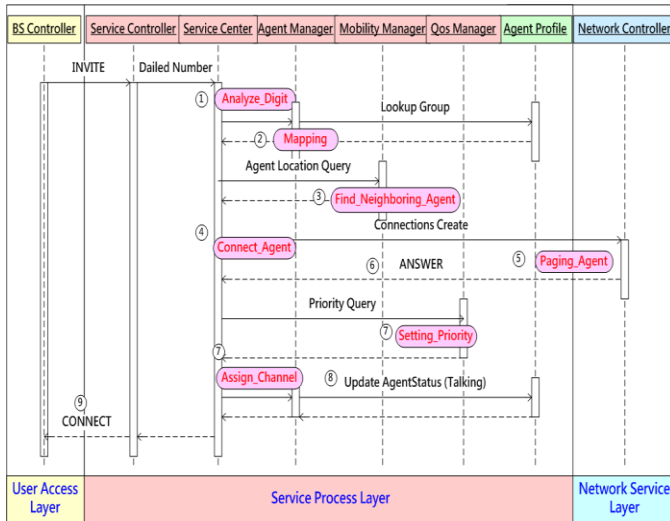 BS Controller
Service Controller
Service Center
Agent Manager
Mobility Manager
Qos Manager
Agent Profile
Network Controller
INVITE
Dailed Number
① Analyze_Digit
Lookup Group
② Mapping
Agent Location Query
③ Find_Neighboring_Agent
Connections Create
④ Connect_Agent
⑤ Paging_Agent
⑥ ANSWER
Priority Query
⑦ Setting_Priority
⑦
Assign_Channel
⑧ Update AgentStatus (Talking)
⑨
CONNECT
User Access
Layer
Service Process Layer
Network Service
Layer